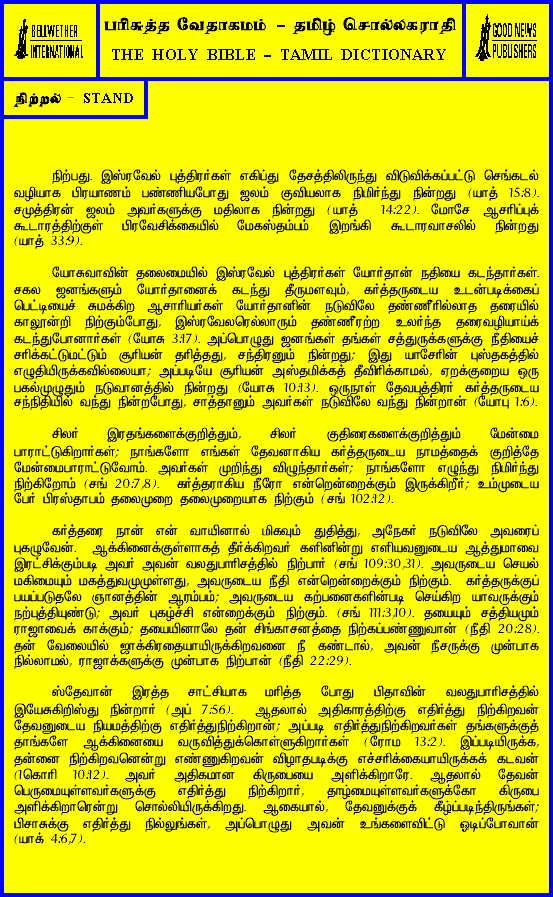 BELLWETHER
INTERNATIONAL
பரிசுத்த வேதாகமம் – தமிழ் சொல்லகராதி
THE HOLY BIBLE – TAMIL DICTIONARY
GOOD NEWS
PUBLISHERS
நிற்றல் – STAND
நிற்பது. இஸ்ரவேல் புத்திரர்கள் எகிப்து தேசத்திலிருந்து விடுவிக்கப்பட்டு செங்கடல்
வழியாக பிரயாணம் பண்ணியபோது ஜலம் குவியலாக நிமிர்ந்து நின்றது (யாத் 15:8).
சமுத்திரன் ஜலம் அவர்களுக்கு மதிலாக நின்றது (யாத் 14:22). மோசே ஆசரிப்புக்
கூடாரத்திற்குள் பிரவேசிக்கையில் மேகஸ்தம்பம் இறங்கி கூடாரவாசலில் நின்றது
(யாத் 33:9).
யோசுவாவின் தலைமையில் இஸ்ரவேல் புத்திரர்கள் யோர்தான் நதியை கடந்தார்கள்.
சகல ஜனங்களும் யோர்தானைக் கடந்து தீருமளவும், கர்த்தருடைய உடன்படிக்கைப்
பெட்டியைச் சுமக்கிற ஆசாரியர்கள் யோர்தானின் நடுவிலே தண்ணீரில்லாத தரையில்
காலூன்றி நிற்கும்போது, இஸ்ரவேலரெல்லாரும் தண்ணீரற்ற உலர்ந்த தரைவழியாய்க்
கடந்துபோனார்கள் (யோசு 3:17). அப்பொழுது ஜனங்கள் தங்கள் சத்துருக்களுக்கு நீதியைச்
சரிக்கட்டுமட்டும் சூரியன் தரித்தது, சந்திரனும் நின்றது; இது யாசேரின் புஸ்தகத்தில்
எழுதியிருக்கவில்லையா; அப்படியே சூரியன் அஸ்தமிக்கத் தீவிரிக்காமல், ஏறக்குறைய ஒரு
பகல்முழுதும் நடுவானத்தில் நின்றது (யோசு 10:13). ஒருநாள் தேவபுத்திரர் கர்த்தருடைய
சந்நிதியில் வந்து நின்றபோது, சாத்தானும் அவர்கள் நடுவிலே வந்து நின்றான் (யோபு 1:6).
சிலர் இரதங்களைக்குறித்தும், சிலர் குதிரைகளைக்குறித்தும் மேன்மை
பாராட்டுகிறார்கள்; நாங்களோ எங்கள் தேவனாகிய கர்த்தருடைய நாமத்தைக் குறித்தே
மேன்மைபாராட்டுவோம். அவர்கள் முறிந்து விழுந்தார்கள்; நாங்களோ எழுந்து நிமிர்ந்து
நிற்கிறோம் (சங் 20:7,8). கர்த்தராகிய நீரோ என்றென்றைக்கும் இருக்கிறீர்; உம்முடைய
பேர் பிரஸ்தாபம் தலைமுறை தலைமுறையாக நிற்கும் (சங் 102:12).
கர்த்தரை நான் என் வாயினால் மிகவும் துதித்து, அநேகர் நடுவிலே அவரைப்
புகழுவேன். ஆக்கினைக்குள்ளாகத் தீர்க்கிறவர் களினின்று எளியவனுடைய ஆத்துமாவை
இரட்சிக்கும்படி அவர் அவன் வலதுபாரிசத்தில் நிற்பார் (சங் 109:30,31). அவருடைய செயல்
மகிமையும் மகத்துவமுமுள்ளது, அவருடைய நீதி என்றென்றைக்கும் நிற்கும். கர்த்தருக்குப்
பயப்படுதலே ஞானத்தின் ஆரம்பம்; அவருடைய கற்பனைகளின்படி செய்கிற யாவருக்கும்
நற்புத்தியுண்டு; அவர் புகழ்ச்சி என்றைக்கும் நிற்கும். (சங் 111:3,10). தயையும் சத்தியமும்
ராஜாவைக் காக்கும்; தயையினாலே தன் சிங்காசனத்தை நிற்கப்பண்ணுவான் (நீதி 20:28).
தன் வேலையில் ஜாக்கிரதையாயிருக்கிறவனை நீ கண்டால், அவன் நீசருக்கு முன்பாக
நில்லாமல், ராஜாக்களுக்கு முன்பாக நிற்பான் (நீதி 22:29).
ஸ்தேவான் இரத்த சாட்சியாக மரித்த போது பிதாவின் வலதுபாரிசத்தில்
இயேசுகிறிஸ்து நின்றார் (அப் 7:56). ஆதலால் அதிகாரத்திற்கு எதிர்த்து நிற்கிறவன்
தேவனுடைய நியமத்திற்கு எதிர்த்துநிற்கிறான்; அப்படி எதிர்த்துநிற்கிறவர்கள் தங்களுக்குத்
தாங்களே ஆக்கினையை வருவித்துக்கொள்ளுகிறார்கள் (ரோம 13:2). இப்படியிருக்க,
தன்னை நிற்கிறவனென்று எண்ணுகிறவன் விழாதபடிக்கு எச்சரிக்கையாயிருக்கக் கடவன்
(1கொரி 10:12). அவர் அதிகமான கிருபையை அளிக்கிறாரே. ஆதலால் தேவன்
பெருமையுள்ளவர்களுக்கு எதிர்த்து நிற்கிறார், தாழ்மையுள்ளவர்களுக்கோ கிருபை
அளிக்கிறாரென்று சொல்லியிருக்கிறது. ஆகையால், தேவனுக்குக் கீழ்ப்படிந்திருங்கள்;
பிசாசுக்கு எதிர்த்து நில்லுங்கள், அப்பொழுது அவன் உங்களைவிட்டு ஓடிப்போவான்
(யாக் 4:6,7).